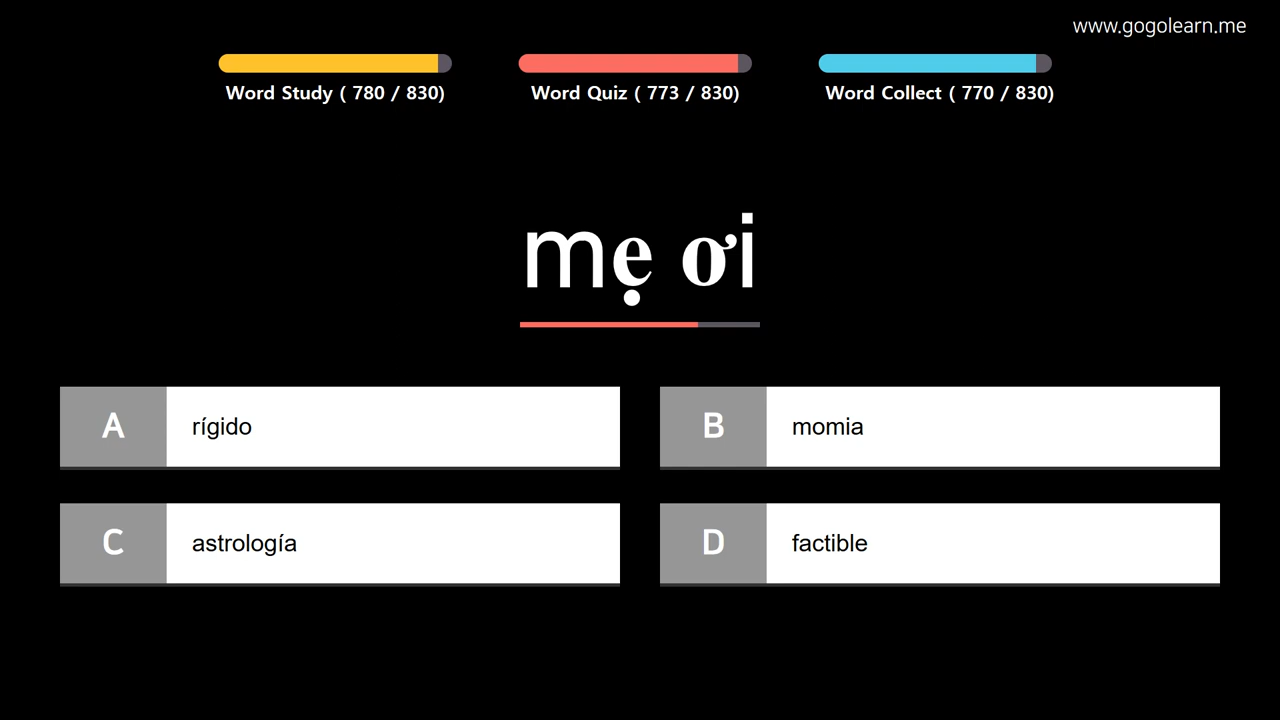 www.gogolearn.me
Word Study ( 780 / 830)
Word Quiz ( 773 / 830)
Word Collect ( 770 / 830)
mẹ ơi
A rígido
B momia
C astrología
D factible